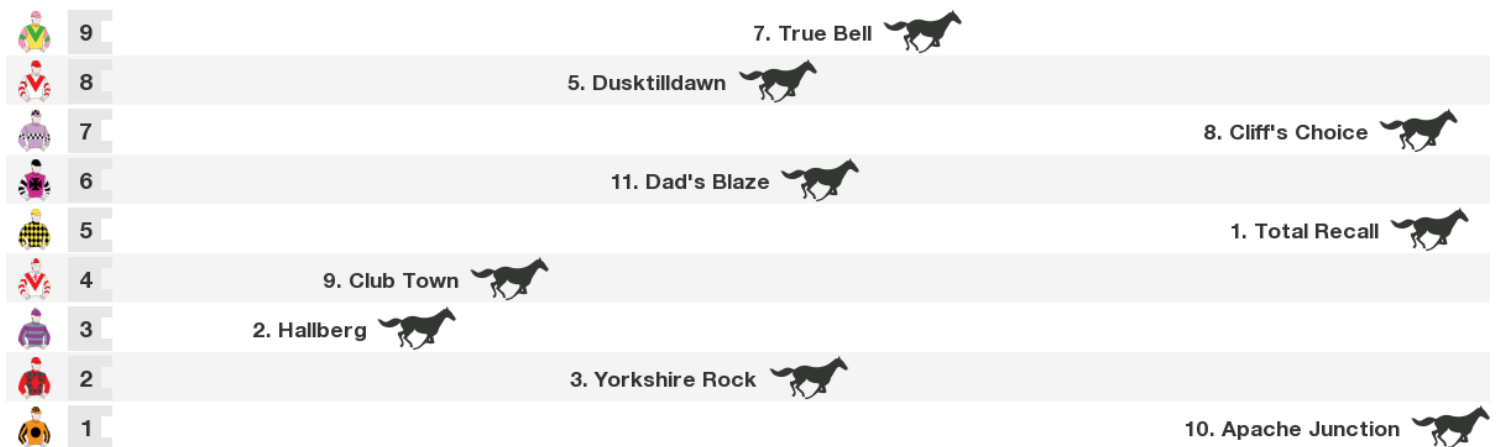 9 7. True Bell
8 5. Dusktilldawn
7 8. Cliff's Choice
6 11. Dad's Blaze
5 1. Total Recall
4 9. Club Town
3 2. Hallberg
2 3. Yorkshire Rock
1 10. Apache Junction